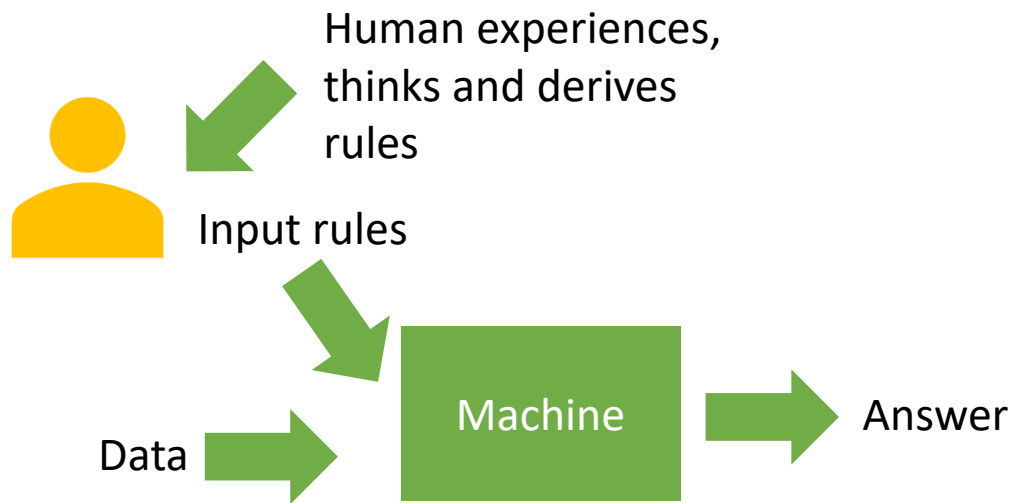 Human experiences,
thinks and derives
rules
Input rules
Machine
Data
Answer